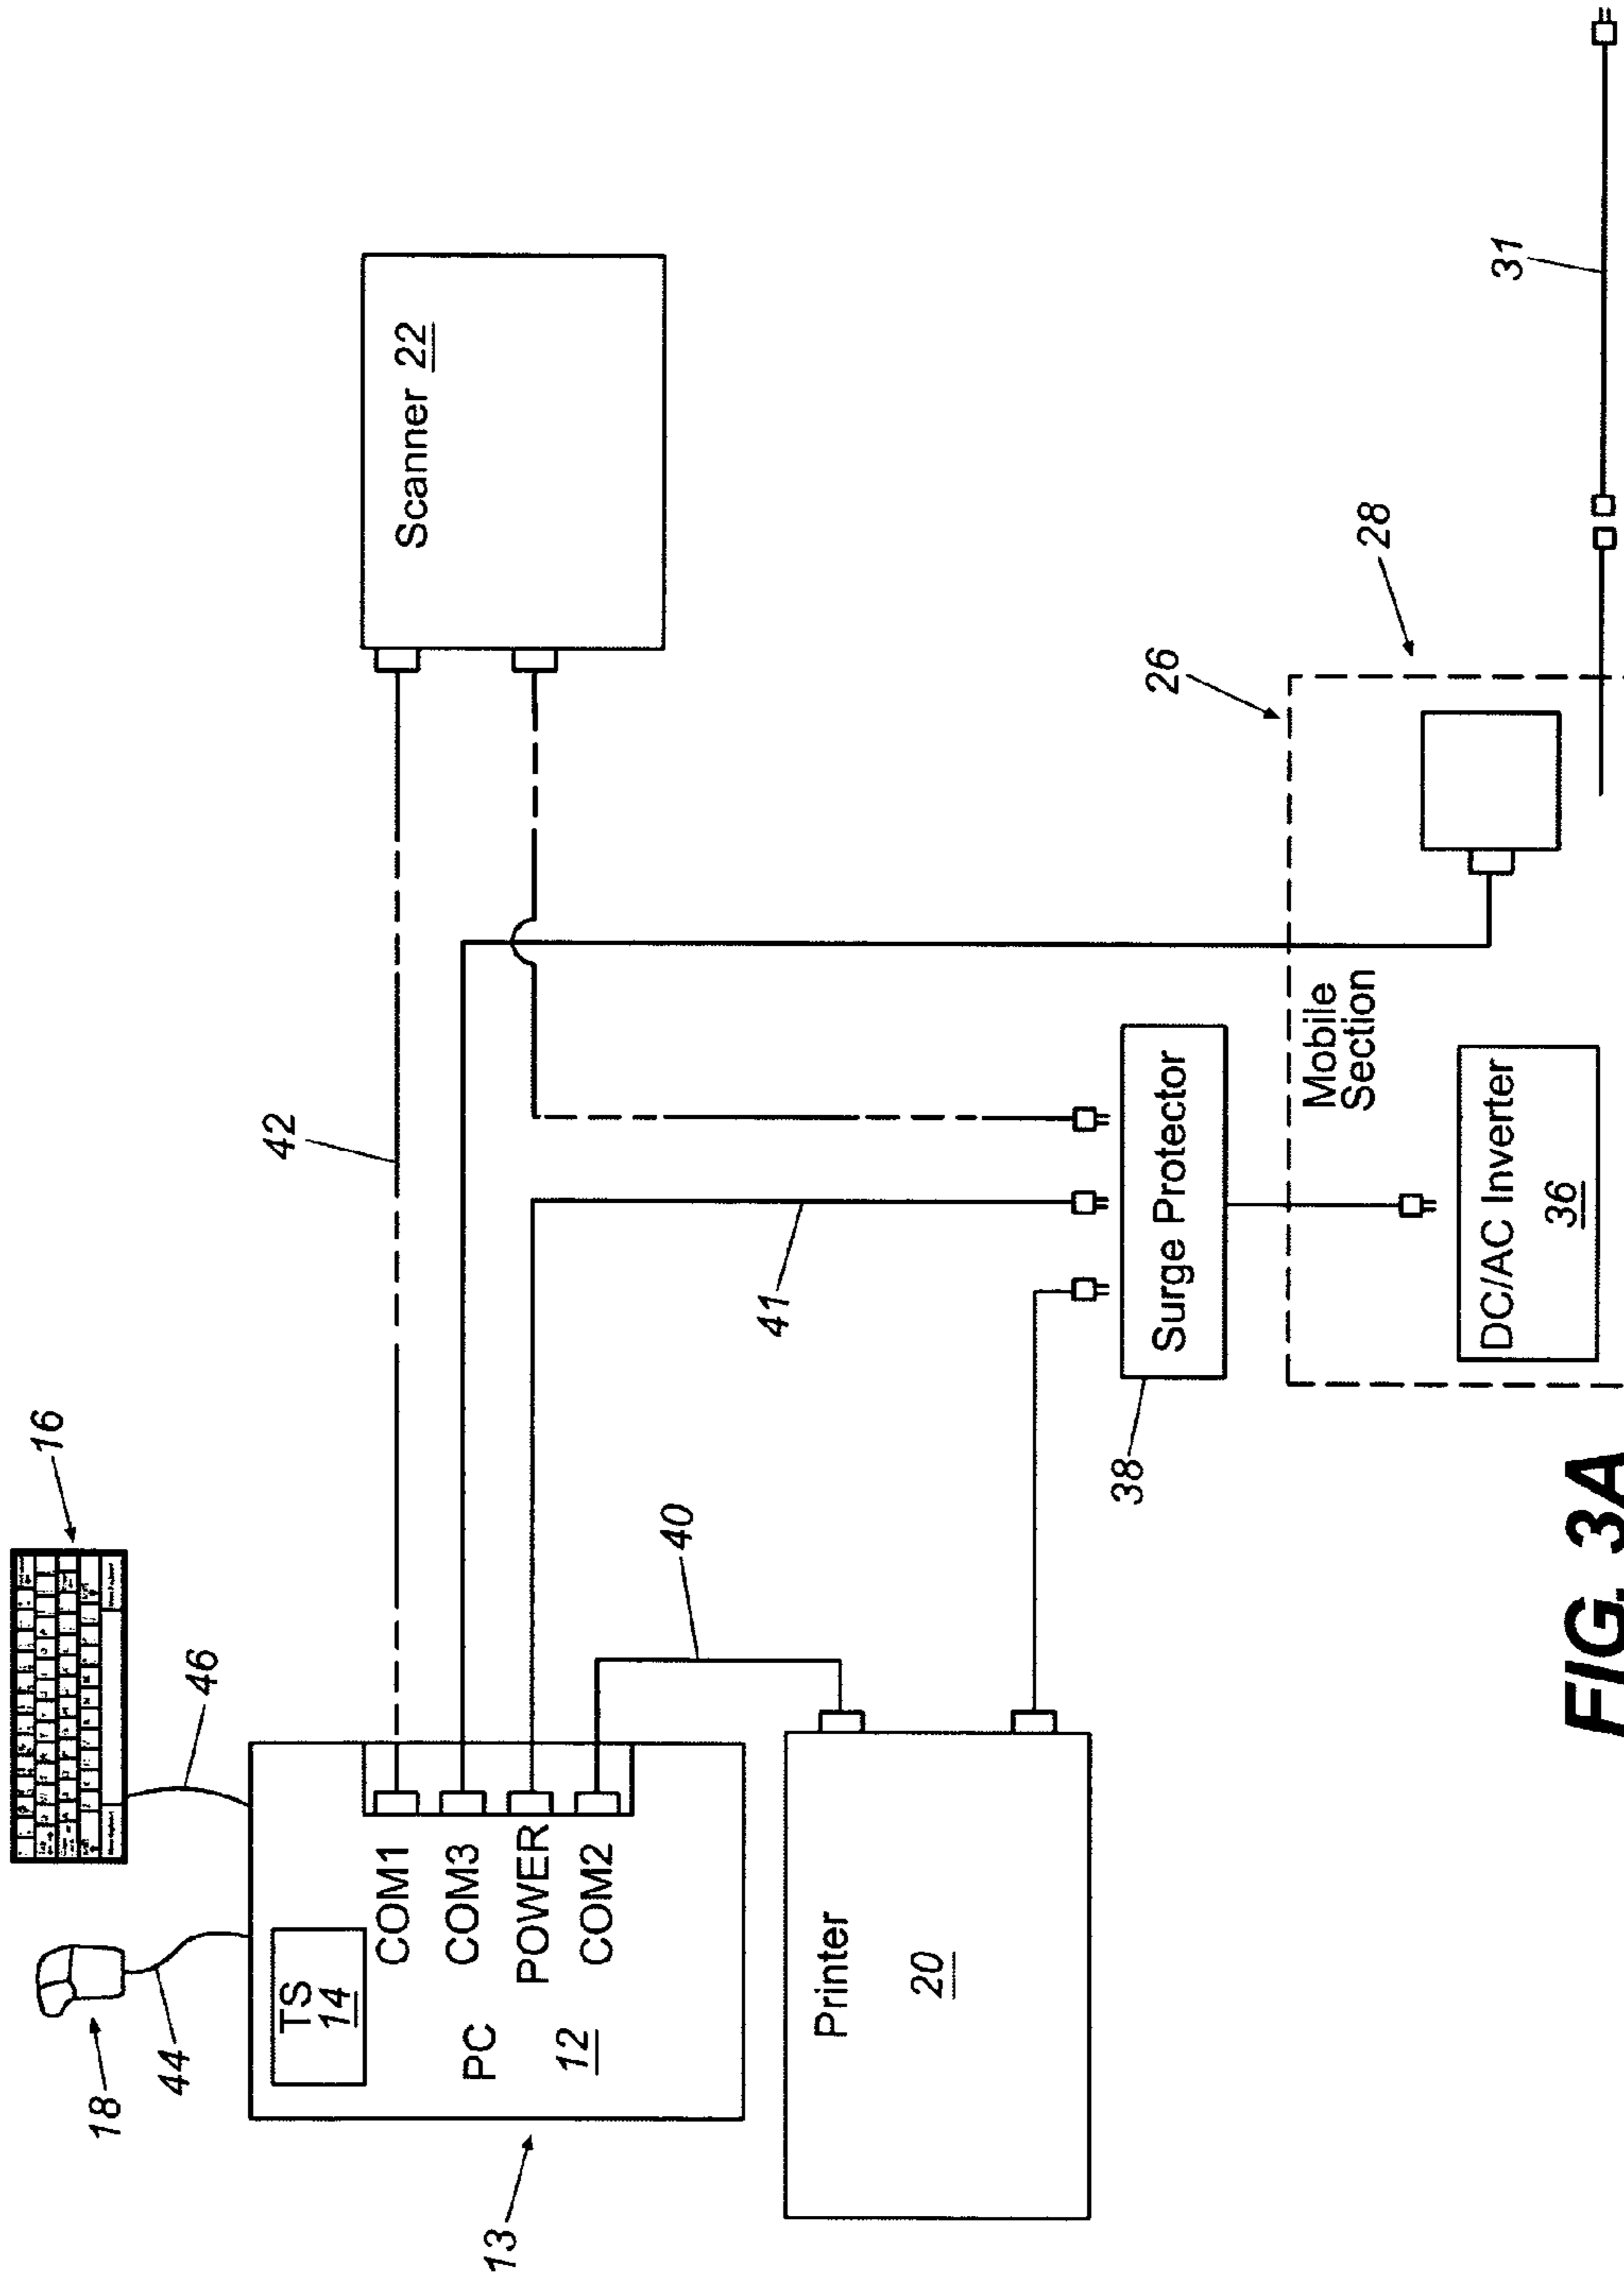 16
46
18
44
TS
14
COM1
COM3
POWER
COM2
PC
12
13
42
Scanner 22
40
41
Printer
20
38
Surge Protector
26
28
Mobile
Section
DC/AC Inverter
36
31
FIG. 3A